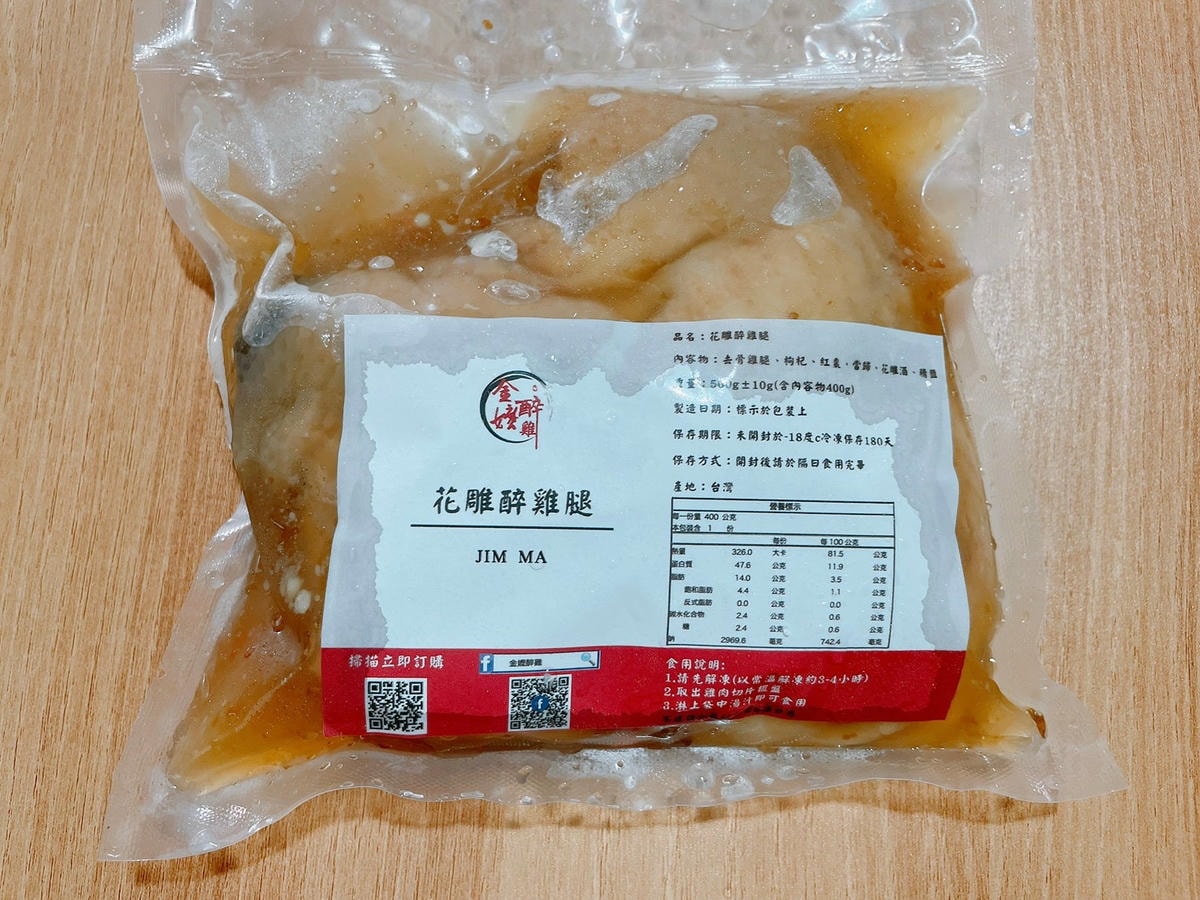 金嬤
醉雞
花雕醉雞腿
JIM MA
品名：花雕醉雞腿
內容物：去骨雞腿、枸杞、紅棗、當歸、花雕酒、精鹽
重量：500g±10g(含內容物400g)
製造日期：標示於包裝上
保存期限：未開封於-18度c冷凍保存180天
保存方式：開封後請於隔日食用完畢
產地：台灣
營養標示
每一份量 400 公克
本包裝含 1 份
每份 每 100 公克
熱量 326.0 大卡 81.5 公克
蛋白質 47.6 公克 11.9 公克
脂肪 14.0 公克 3.5 公克
飽和脂肪 4.4 公克 1.1 公克
反式脂肪 0.0 公克 0.0 公克
碳水化合物 2.4 公克 0.6 公克
糖 2.4 公克 0.6 公克
鈉 2969.6 毫克 742.4 毫克
掃描立即訂購
f 金嬤醉雞
食用說明:
1.請先解凍(以常溫解凍約3-4小時)
2.取出雞肉切片擺盤
3.淋上袋中湯汁即可食用